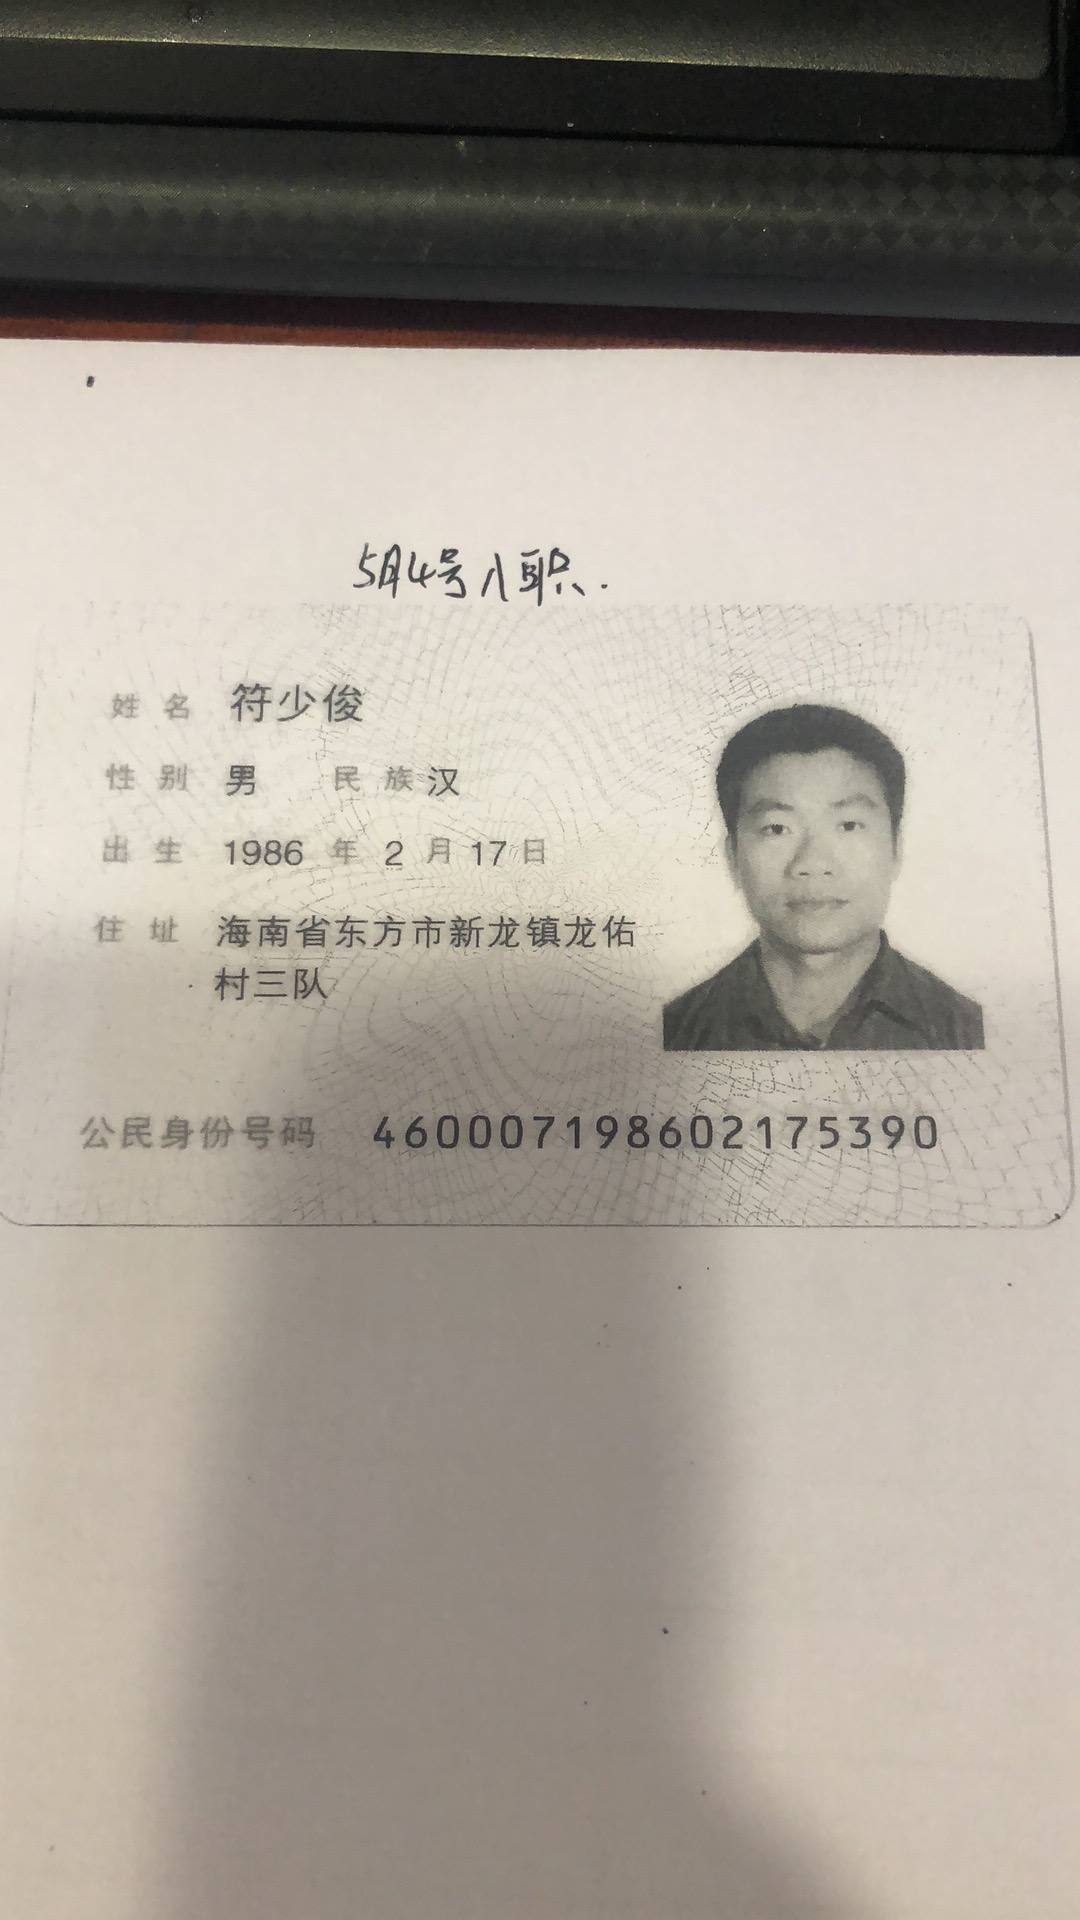 5月4号入职.
姓名 符少俊
性别 男 民族 汉
出生 1986 年 2 月 17 日
住址 海南省东方市新龙镇龙佑
村三队
公民身份号码 460007198602175390